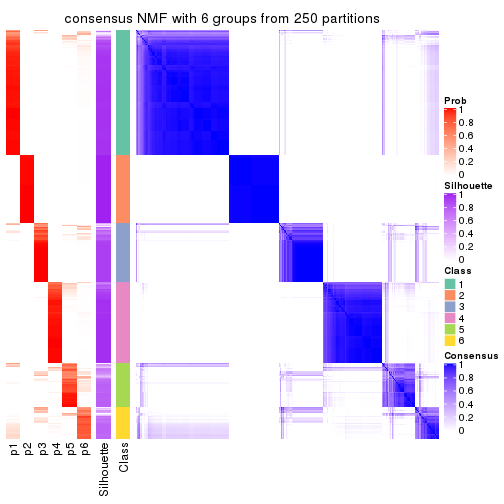 consensus NMF with 6 groups from 250 partitions
Prob
1
0.8
0.6
0.4
0.2
0
Silhouette
1
0.8
0.6
0.4
0.2
0
Class
1
2
3
4
5
6
Consensus
1
0.8
0.6
0.4
0.2
0
p1
p2
p3
p4
p5
p6
Silhouette
Class